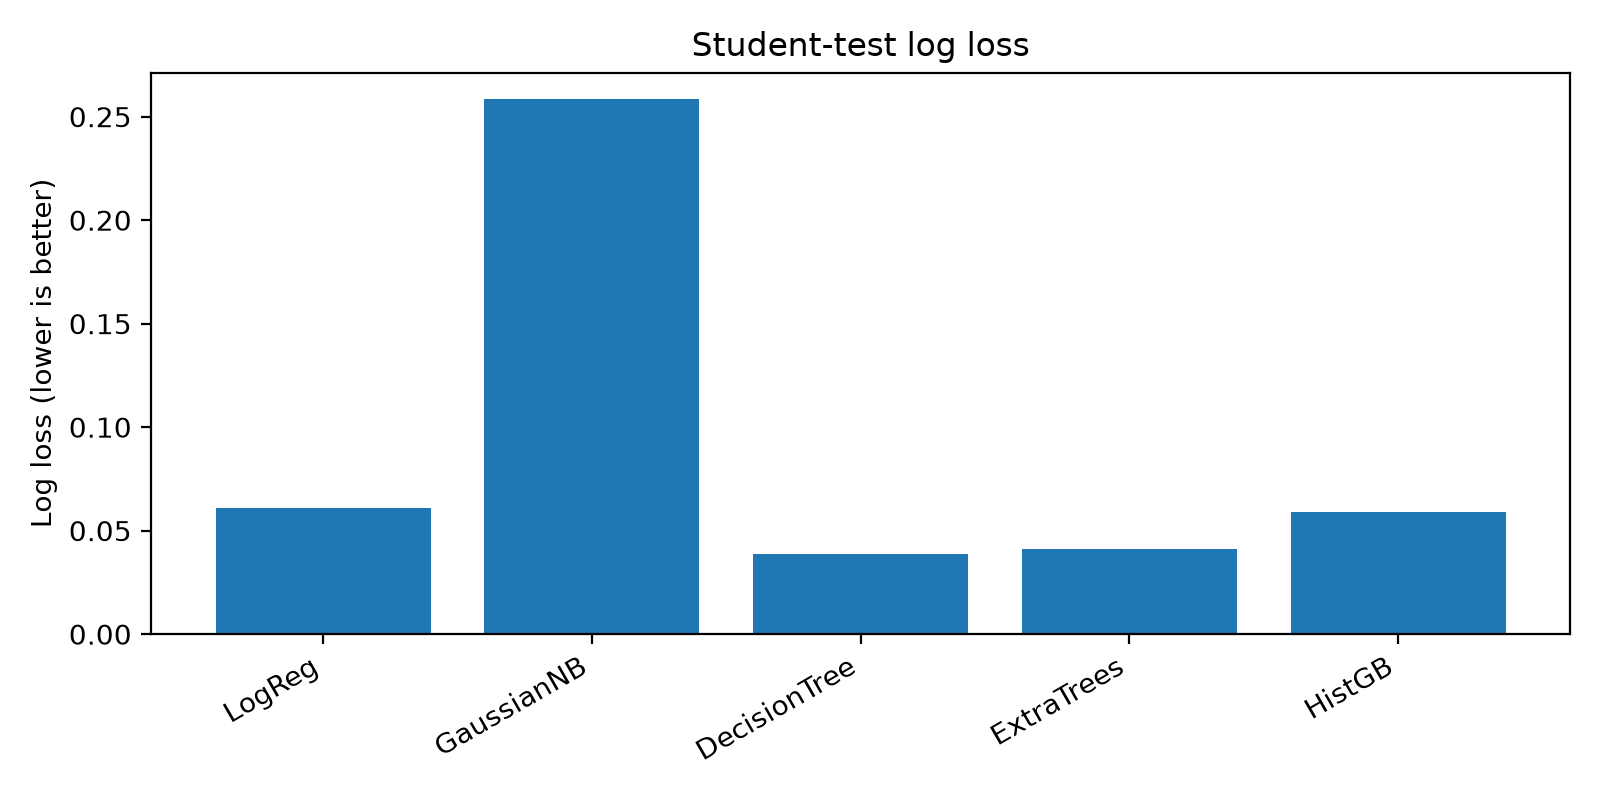 Student-test log loss
Log loss (lower is better)
0.25
0.20
0.15
0.10
0.05
0.00
LogReg
GaussianNB
DecisionTree
ExtraTrees
HistGB